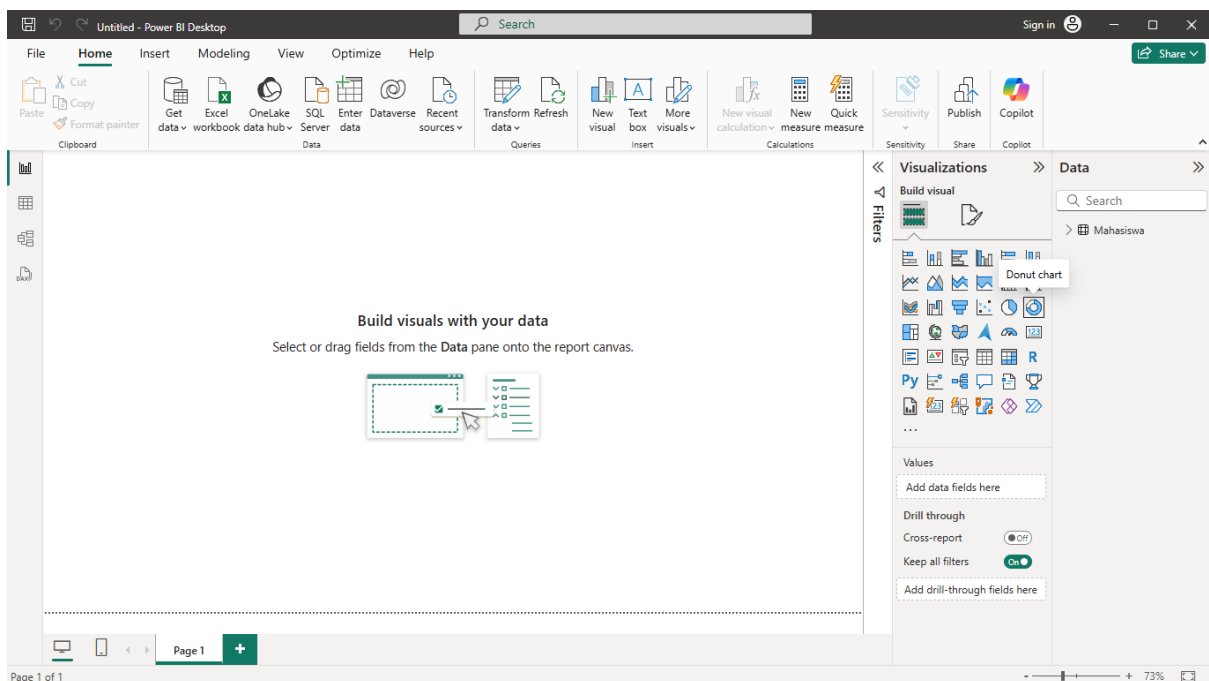 Untitled - Power BI Desktop
Search
Sign in
File Home Insert Modeling View Optimize Help
Share
Paste
Cut
Copy
Format painter
Clipboard
Get data
Excel workbook
OneLake data hub
SQL Server
Enter data
Dataverse
Recent sources
Data
Transform data
Refresh
Queries
New visual
Text box
More visuals
Insert
New visual calculation
New measure
Quick measure
Calculations
Sensitivity
Sensitivity
Publish
Share
Copilot
Copilot
Filters
Visualizations
Build visual
Donut chart
123
R
Py
...
Values
Add data fields here
Drill through
Cross-report
Off
Keep all filters
On
Add drill-through fields here
Data
Search
Mahasiswa
Build visuals with your data
Select or drag fields from the Data pane onto the report canvas.
Page 1
Page 1 of 1
73%